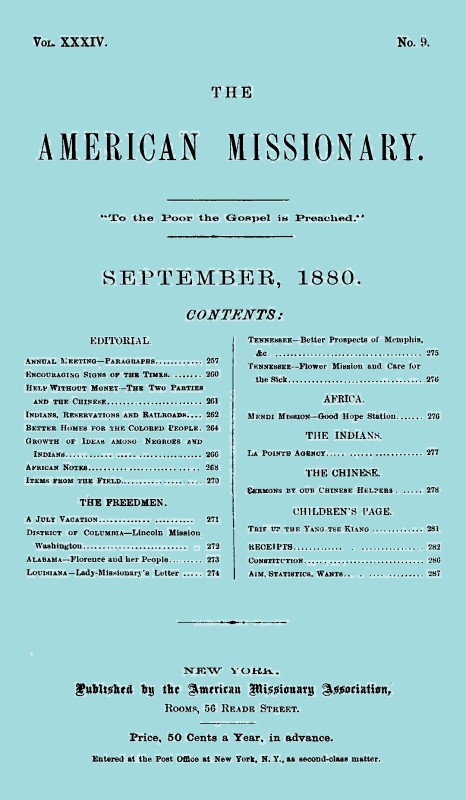 VOL. XXXIV.
No. 9.
THE
AMERICAN MISSIONARY.
"To the Poor the Gospel is Preached."
SEPTEMBER, 1880.
CONTENTS:
EDITORIAL.
ANNUAL MEETING—PARAGRAPHS............ 257
ENCOURAGING SIGNS OF THE TIMES. ....... 260
HELP WITHOUT MONEY—THE TWO PARTIES
AND THE CHINESE........................ 261
INDIANS, RESERVATIONS AND RAILROADS.... 262
BETTER HOMES FOR THE COLORED PEOPLE. 264
GROWTH OF IDEAS AMONG NEGROES AND
INDIANS........................ 266
AFRICAN NOTES........................ 268
ITEMS FROM THE FIELD.................... 270
THE FREEDMEN.
A JULY VACATION..................... 271
DISTRICT OF COLUMBIA—Lincoln Mission
Washington........................ 272
ALABAMA—Florence and her People......... 273
LOUISIANA—Lady-Missionary's Letter ..... 274
TENNESSEE—Better Prospects of Memphis,
&c .................................... 275
TENNESSEE—Flower Mission and Care for
the Sick................................ 276
AFRICA.
MENDI MISSION—Good Hope Station....... 276
THE INDIANS.
LA POINTE AGENCY........................ 277
THE CHINESE.
SERMONS BY OUR CHINESE HELPERS . ..... 278
CHILDREN'S PAGE.
TRIP UP THE YANG-TSE KIANG ............. 281
RECEIPTS.............................. 282
CONSTITUTION............................ 286
AIM, STATISTICS, WANTS.................. 287
NEW YORK.
Published by the American Missionary Association,
ROOMS, 56 READE STREET.
Price, 50 Cents a Year, in advance.
Entered at the Post Office at New York, N. Y., as second-class matter.